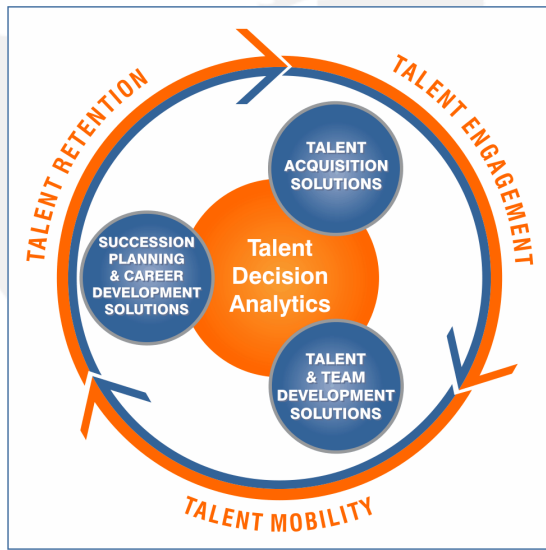 TALENT RETENTION
TALENT ENGAGEMENT
TALENT
ACQUISITION
SOLUTIONS
SUCCESSION
PLANNING
& CAREER
DEVELOPMENT
SOLUTIONS
Talent
Decision
Analytics
TALENT
& TEAM
DEVELOPMENT
SOLUTIONS
TALENT MOBILITY